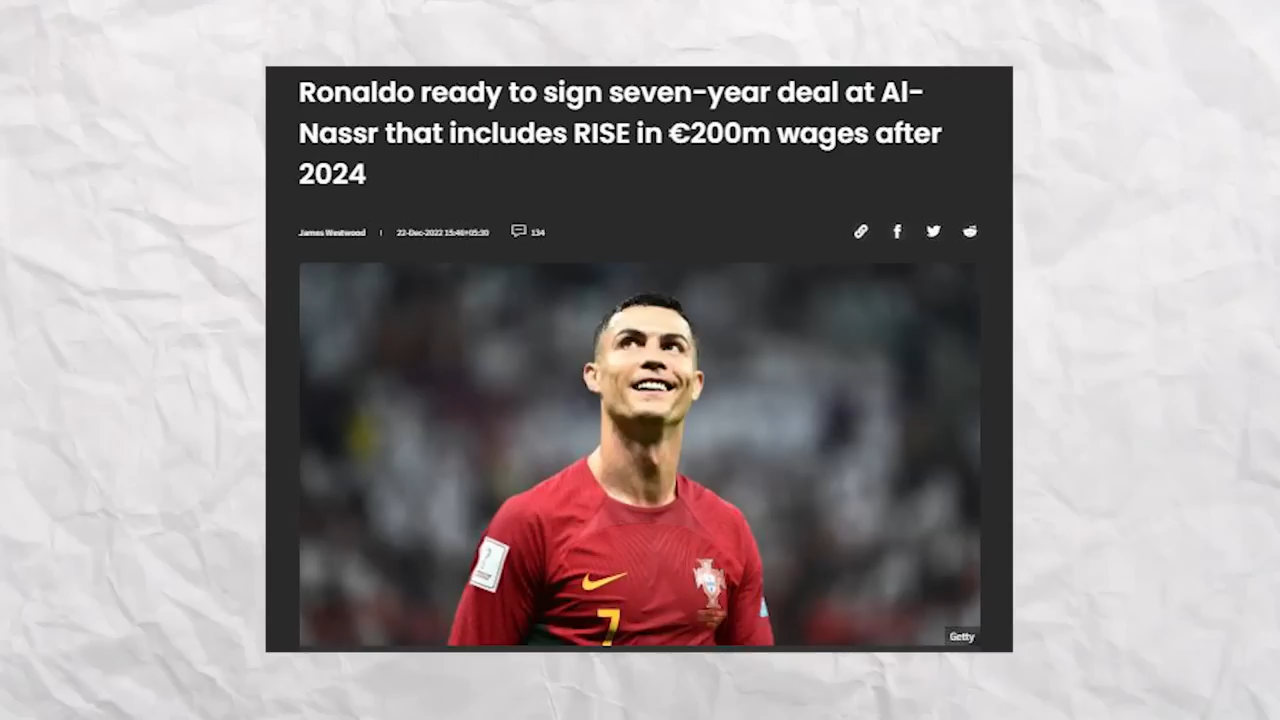 Ronaldo ready to sign seven-year deal at Al-
Nassr that includes RISE in €200m wages after
2024
James Westwood | 22-Dec-2022 15:46+05:30 134
7
Getty